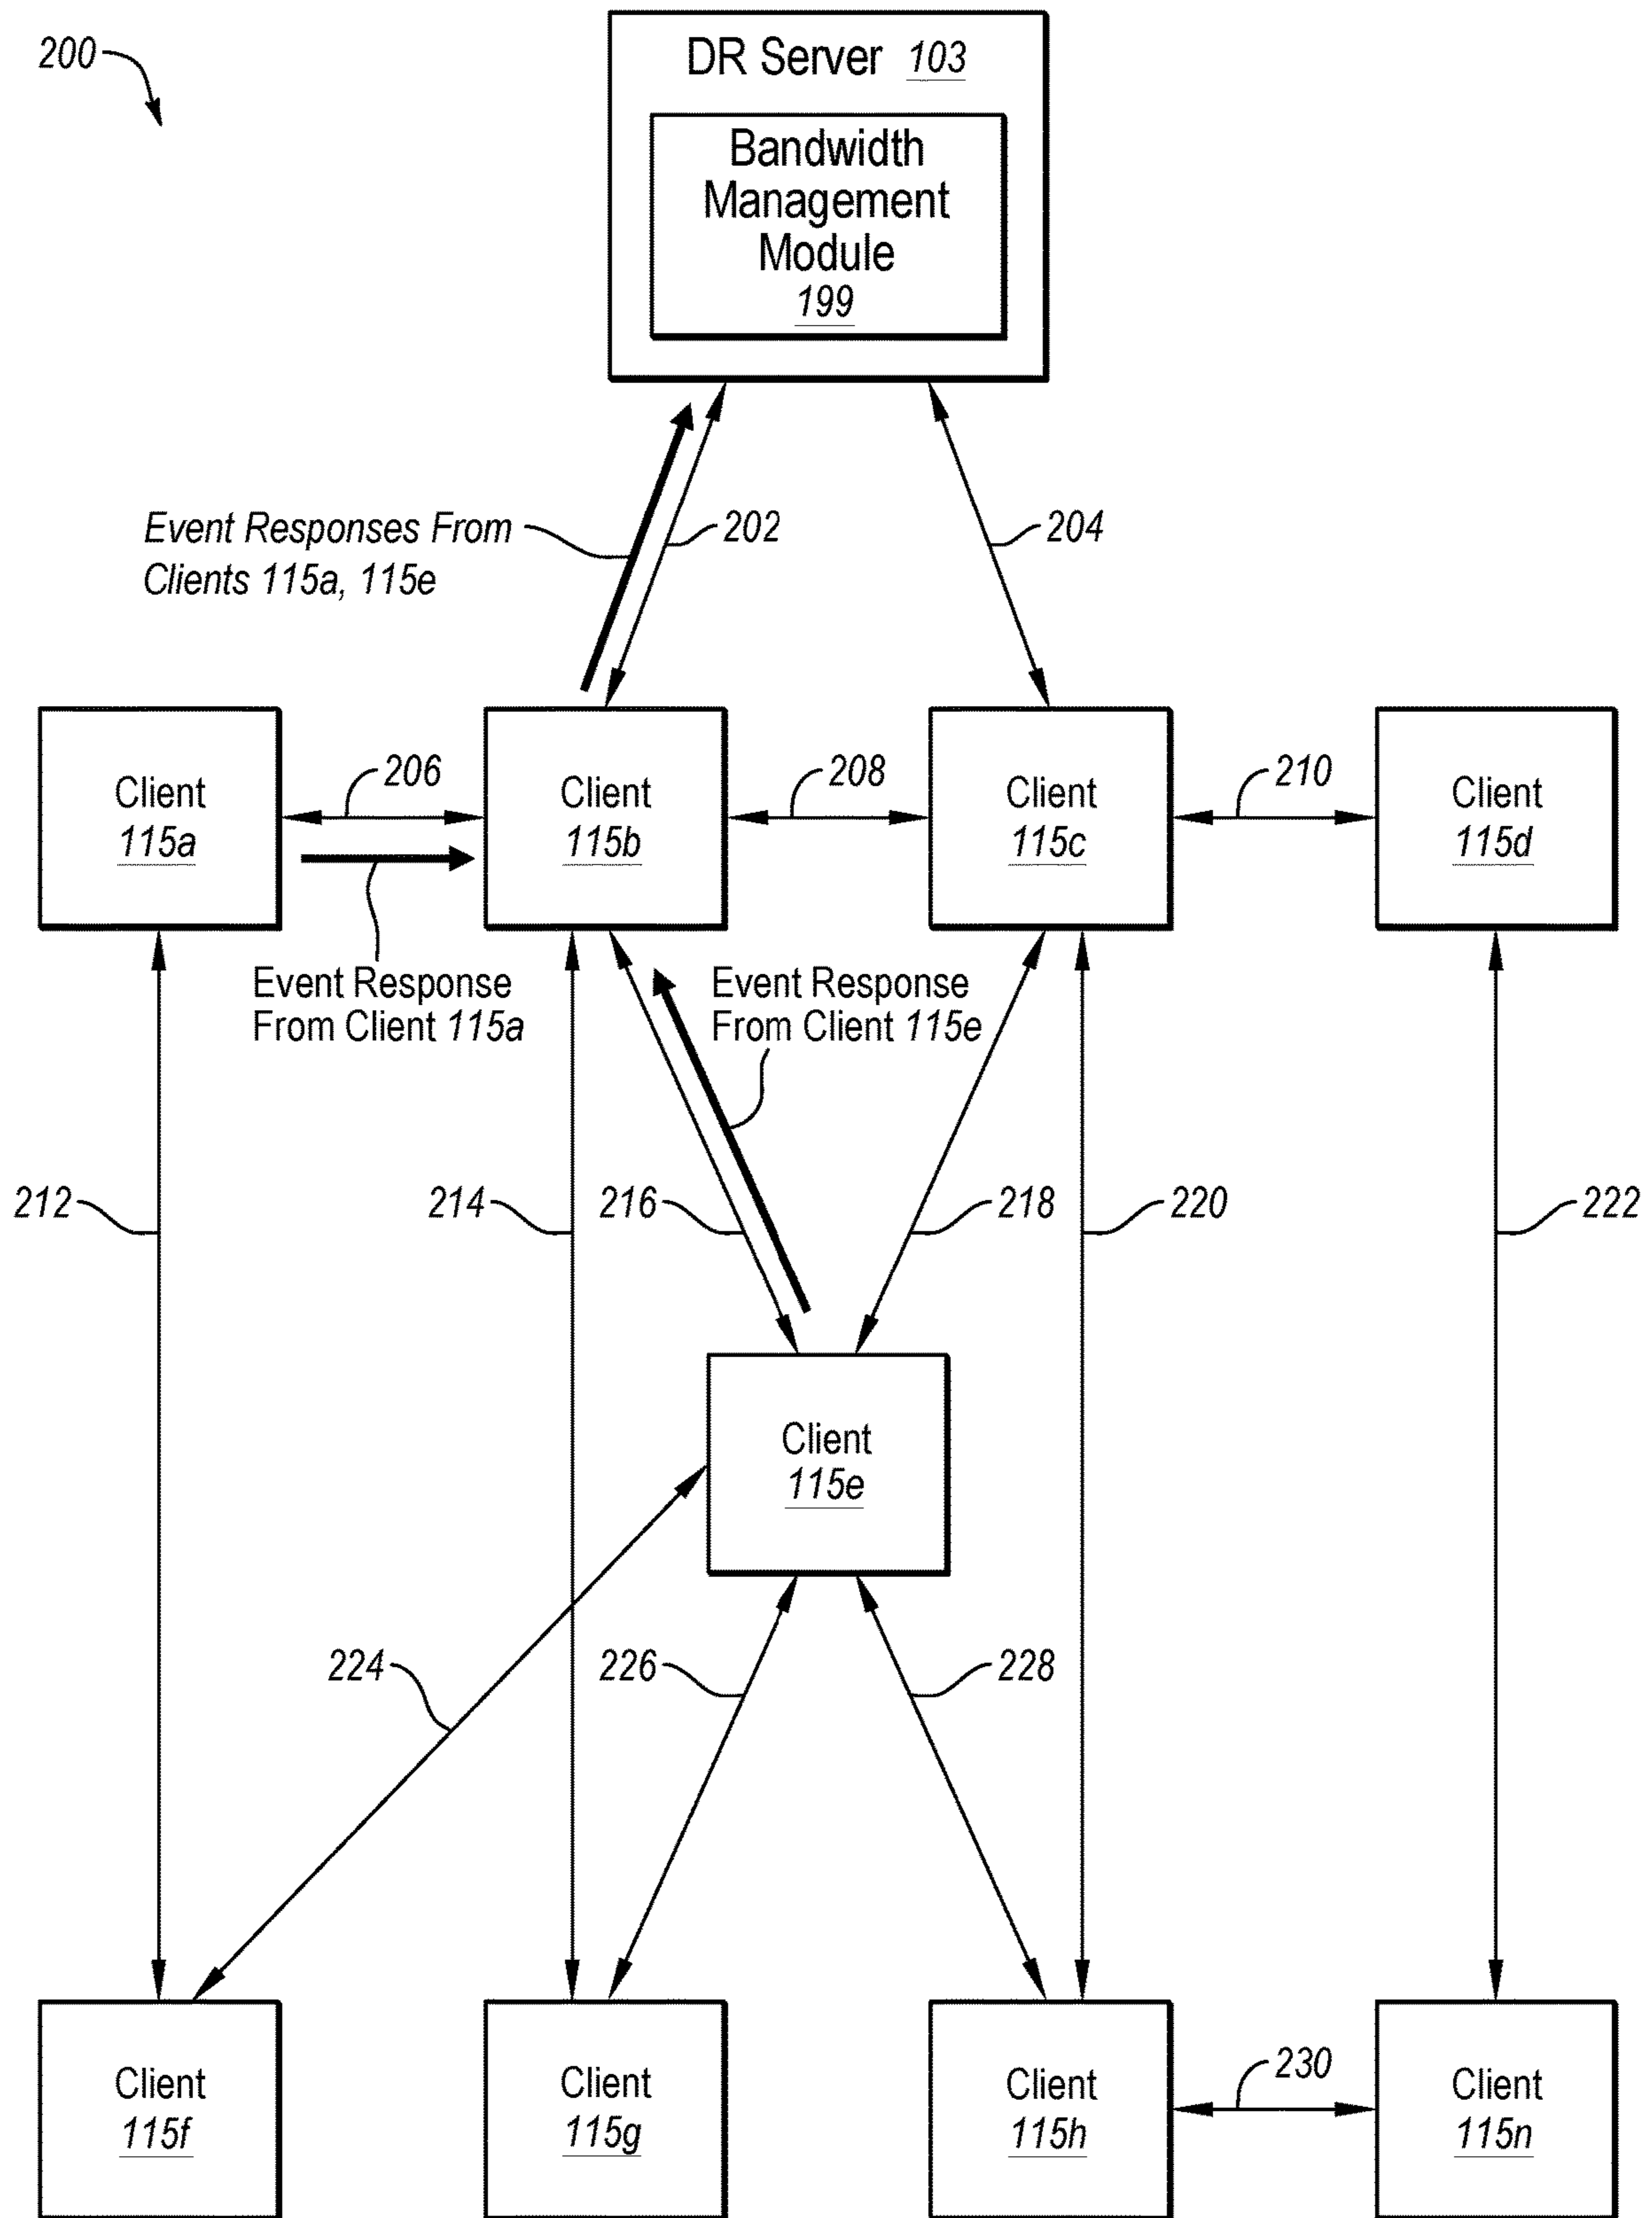 200
DR Server 103
Bandwidth
Management
Module
199
Event Responses From
Clients 115a, 115e
202
204
Client
115a
206
Client
115b
208
Client
115c
210
Client
115d
Event Response
From Client 115a
Event Response
From Client 115e
212
214
216
218
220
222
Client
115e
224
226
228
Client
115f
Client
115g
Client
115h
230
Client
115n